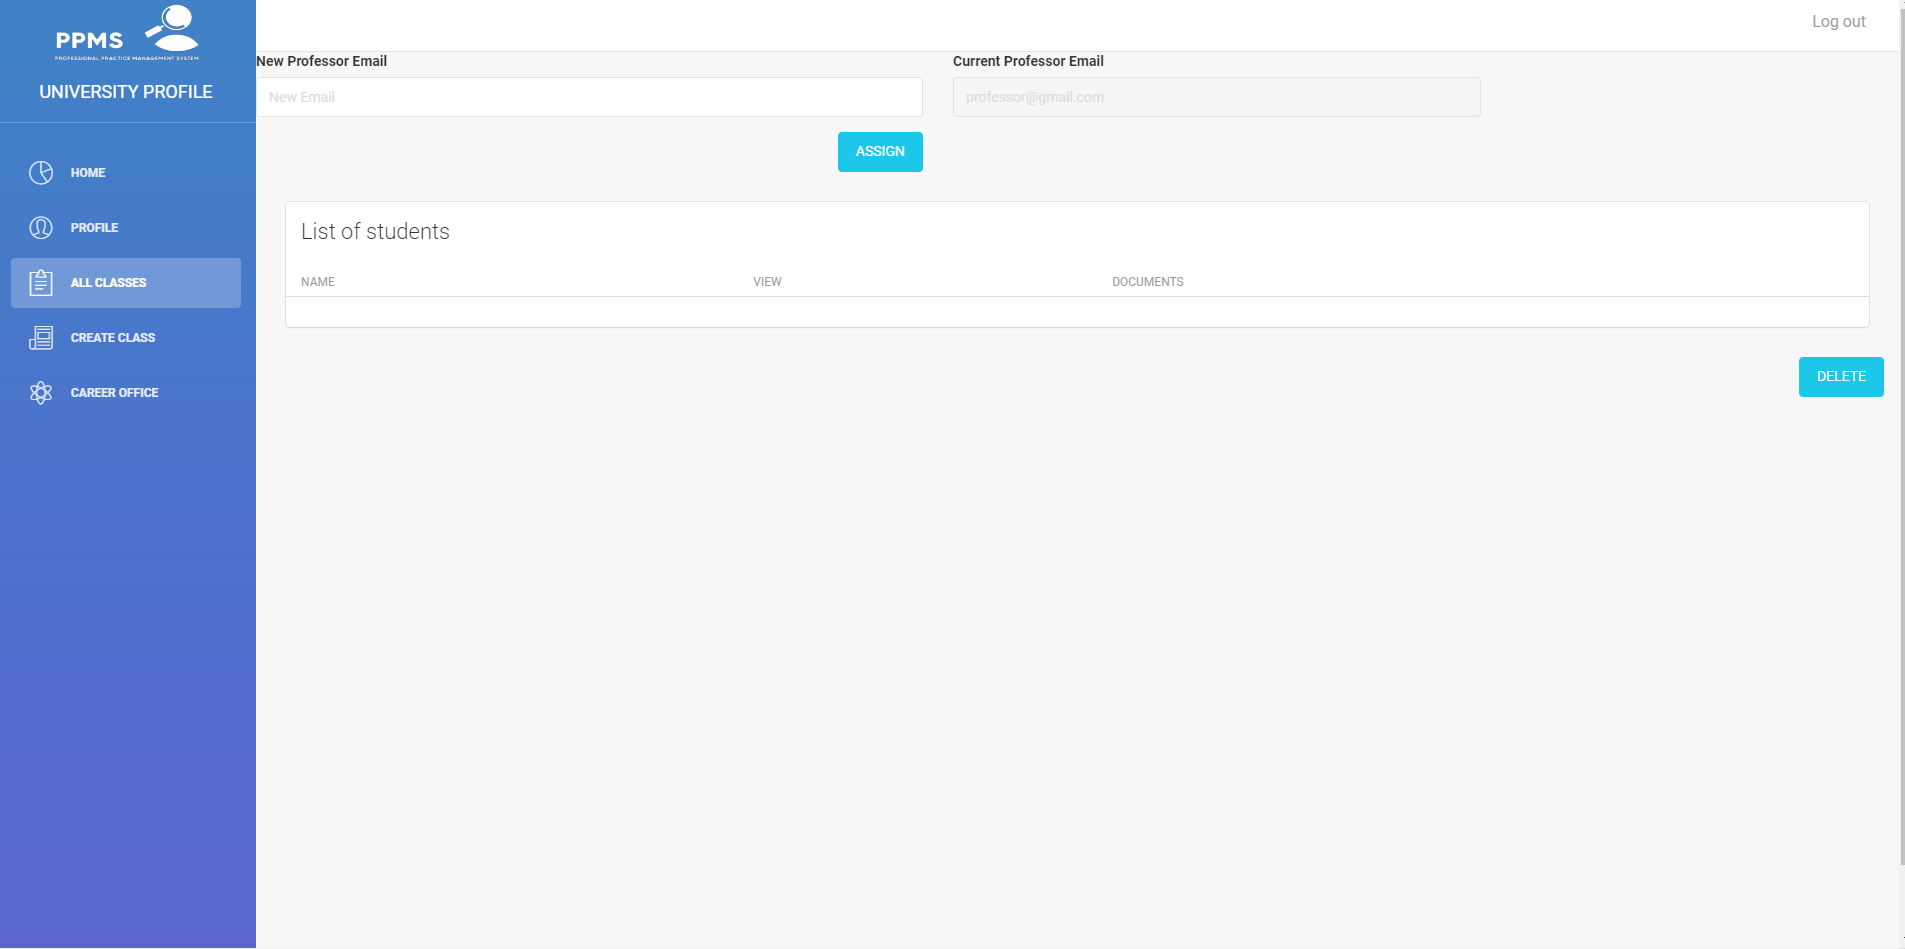 PPMS
PROFESSIONAL PRACTICE MANAGEMENT SYSTEM
UNIVERSITY PROFILE
HOME
PROFILE
ALL CLASSES
CREATE CLASS
CAREER OFFICE
Log out
New Professor Email
New Email
Current Professor Email
professor@gmail.com
ASSIGN
List of students
NAME VIEW DOCUMENTS
DELETE